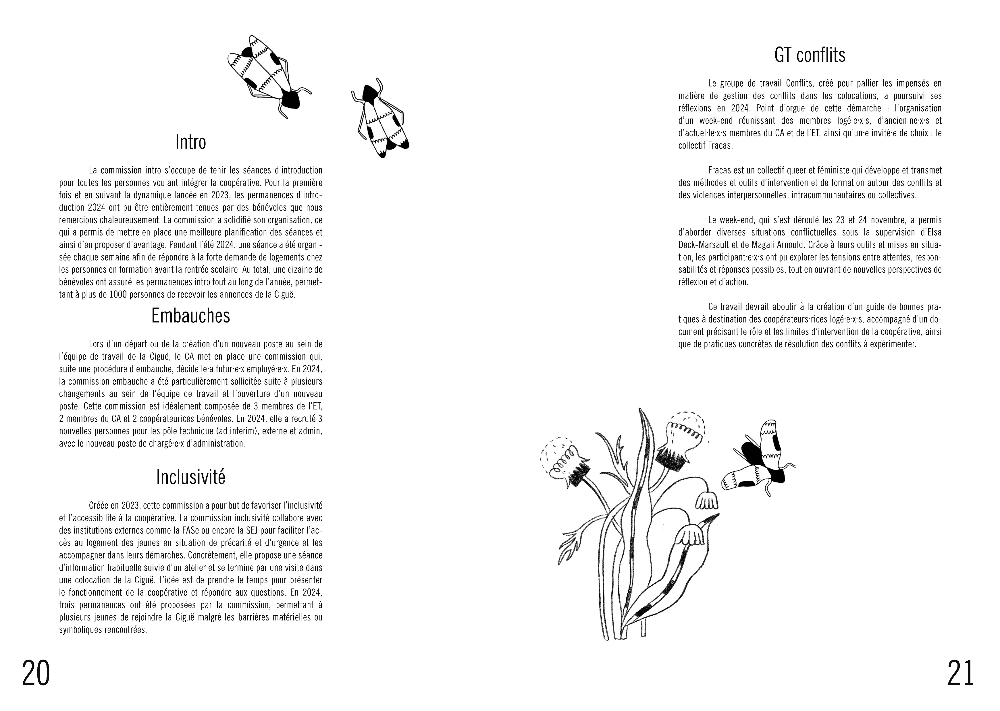 Intro
La commission intro s'occupe de tenir les séances d'introduction
pour toutes les personnes voulant intégrer la coopérative. Pour la première
fois et en suivant la dynamique lancée en 2023, les permanences d'intro-
duction 2024 ont pu être entièrement tenues par des bénévoles que nous
remercions chaleureusement. La commission a solidifié son organisation, ce
qui a permis de mettre en place une meilleure planification des séances et
ainsi d'en proposer d'avantage. Pendant l'été 2024, une séance a été organi-
sée chaque semaine afin de répondre à la forte demande de logements chez
les personnes en formation avant la rentrée scolaire. Au total, une dizaine de
bénévoles ont assuré les permanences intro tout au long de l'année, permet-
tant à plus de 1000 personnes de recevoir les annonces de la Ciguë.
Embauches
Lors d'un départ ou de la création d'un nouveau poste au sein de
l'équipe de travail de la Ciguë, le CA met en place une commission qui,
suite une procédure d'embauche, décide le·a futur·e·x employé·e·x. En 2024,
la commission embauche a été particulièrement sollicitée suite à plusieurs
changements au sein de l'équipe de travail et l'ouverture d'un nouveau
poste. Cette commission est idéalement composée de 3 membres de l'ET,
2 membres du CA et 2 coopérateurices bénévoles. En 2024, elle a recruté 3
nouvelles personnes pour les pôle technique (ad interim), externe et admin,
avec le nouveau poste de chargé·e·x d'administration.
Inclusivité
Créée en 2023, cette commission a pour but de favoriser l'inclusivité
et l'accessibilité à la coopérative. La commission inclusivité collabore avec
des institutions externes comme la FASe ou encore la SEJ pour faciliter l'ac-
cès au logement des jeunes en situation de précarité et d'urgence et les
accompagner dans leurs démarches. Concrètement, elle propose une séance
d'information habituelle suivie d'un atelier et se termine par une visite dans
une colocation de la Ciguë. L'idée est de prendre le temps pour présenter
le fonctionnement de la coopérative et répondre aux questions. En 2024,
trois permanences ont été proposées par la commission, permettant à
plusieurs jeunes de rejoindre la Ciguë malgré les barrières matérielles ou
symboliques rencontrées.
20
GT conflits
Le groupe de travail Conflits, créé pour pallier les impensés en
matière de gestion des conflits dans les colocations, a poursuivi ses
réflexions en 2024. Point d'orgue de cette démarche : l'organisation
d'un week-end réunissant des membres logé·e·x·s, d'ancien·ne·x·s et
d'actuel·le·x·s membres du CA et de l'ET, ainsi qu'un·e invité·e de choix : le
collectif Fracas.
Fracas est un collectif queer et féministe qui développe et transmet
des méthodes et outils d'intervention et de formation autour des conflits et
des violences interpersonnelles, intracommunautaires ou collectives.
Le week-end, qui s'est déroulé les 23 et 24 novembre, a permis
d'aborder diverses situations conflictuelles sous la supervision d'Elsa
Deck-Marsault et de Magali Arnould. Grâce à leurs outils et mises en situa-
tion, les participant·e·x·s ont pu explorer les tensions entre attentes, respon-
sabilités et réponses possibles, tout en ouvrant de nouvelles perspectives de
réflexion et d'action.
Ce travail devrait aboutir à la création d'un guide de bonnes pra-
tiques à destination des coopérateurs·rices logé·e·x·s, accompagné d'un do-
cument précisant le rôle et les limites d'intervention de la coopérative, ainsi
que de pratiques concrètes de résolution des conflits à expérimenter.
21